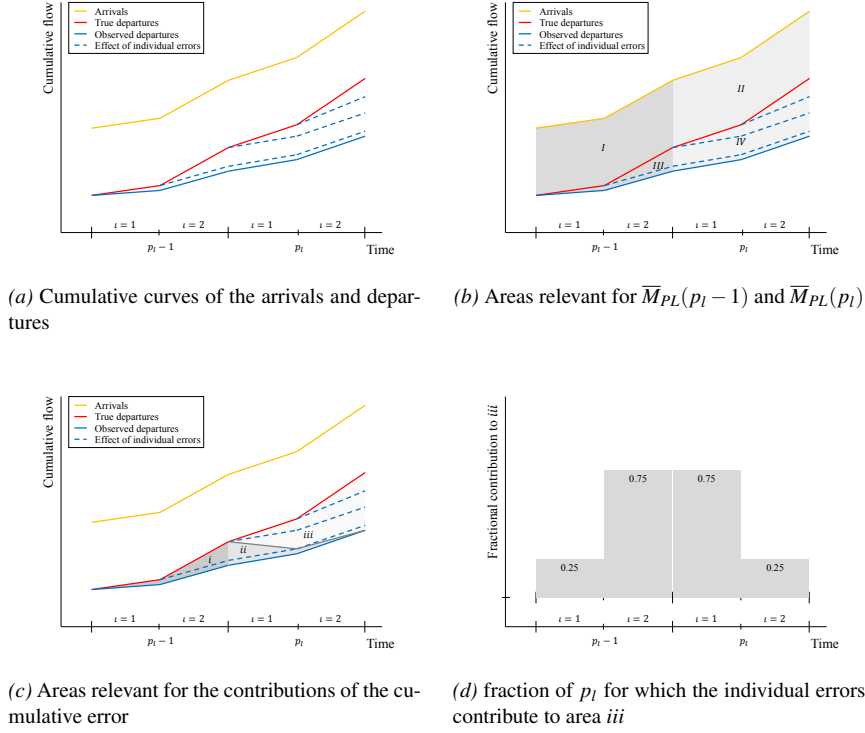 Cumulative flow
Arrivals
True departures
Observed departures
Effect of individual errors
ι = 1
ι = 2
ι = 1
ι = 2
p_l − 1
p_l
Time
(a) Cumulative curves of the arrivals and depar-
tures
Cumulative flow
Arrivals
True departures
Observed departures
Effect of individual errors
I
II
III
IV
ι = 1
ι = 2
ι = 1
ι = 2
p_l − 1
p_l
Time
(b) Areas relevant for M̅_PL(p_l − 1) and M̅_PL(p_l)
Cumulative flow
Arrivals
True departures
Observed departures
Effect of individual errors
i
ii
iii
ι = 1
ι = 2
ι = 1
ι = 2
p_l − 1
p_l
Time
(c) Areas relevant for the contributions of the cu-
mulative error
Fractional contribution to iii
0.25
0.75
0.75
0.25
ι = 1
ι = 2
ι = 1
ι = 2
p_l − 1
p_l
Time
(d) fraction of p_l for which the individual errors
contribute to area iii